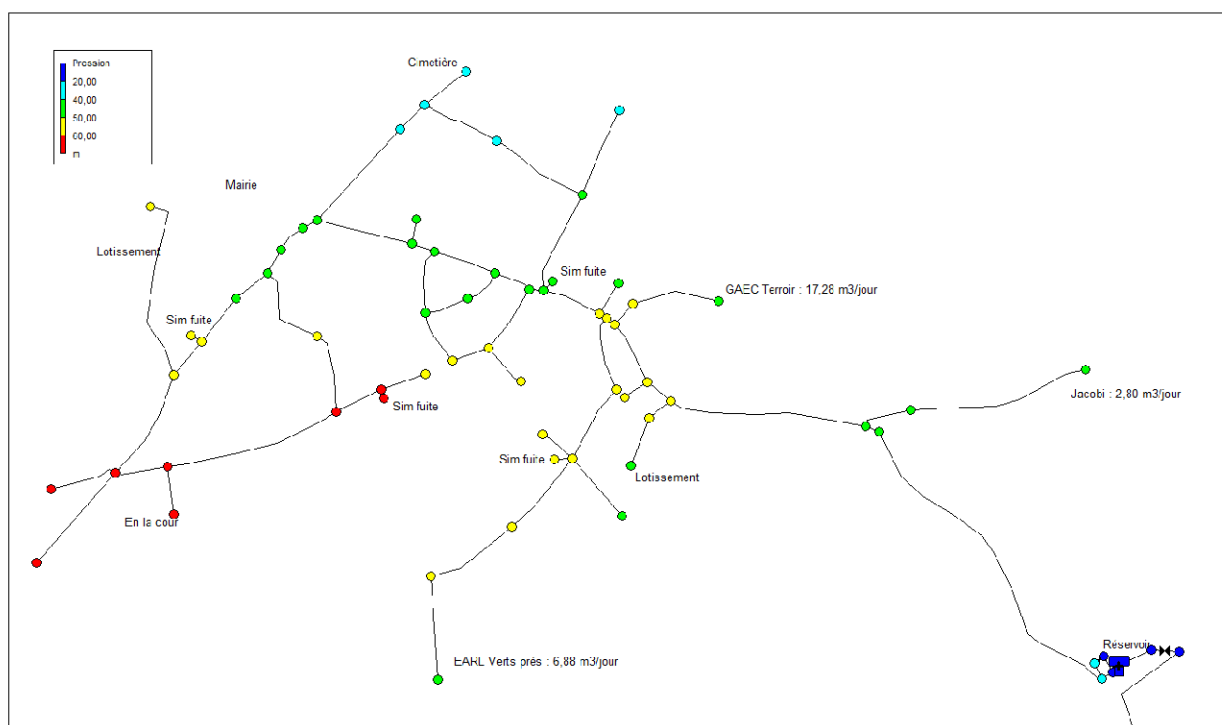 Pression
20,00
40,00
50,00
60,00
m
Cimetière
Mairie
Lotissement
Sim fuite
GAEC Terroir : 17,28 m3/jour
Sim fuite
Jacobi : 2,80 m3/jour
Sim fuite
Sim fuite
Lotissement
En la cour
Réservoir
EARL Verts prés : 6,88 m3/jour